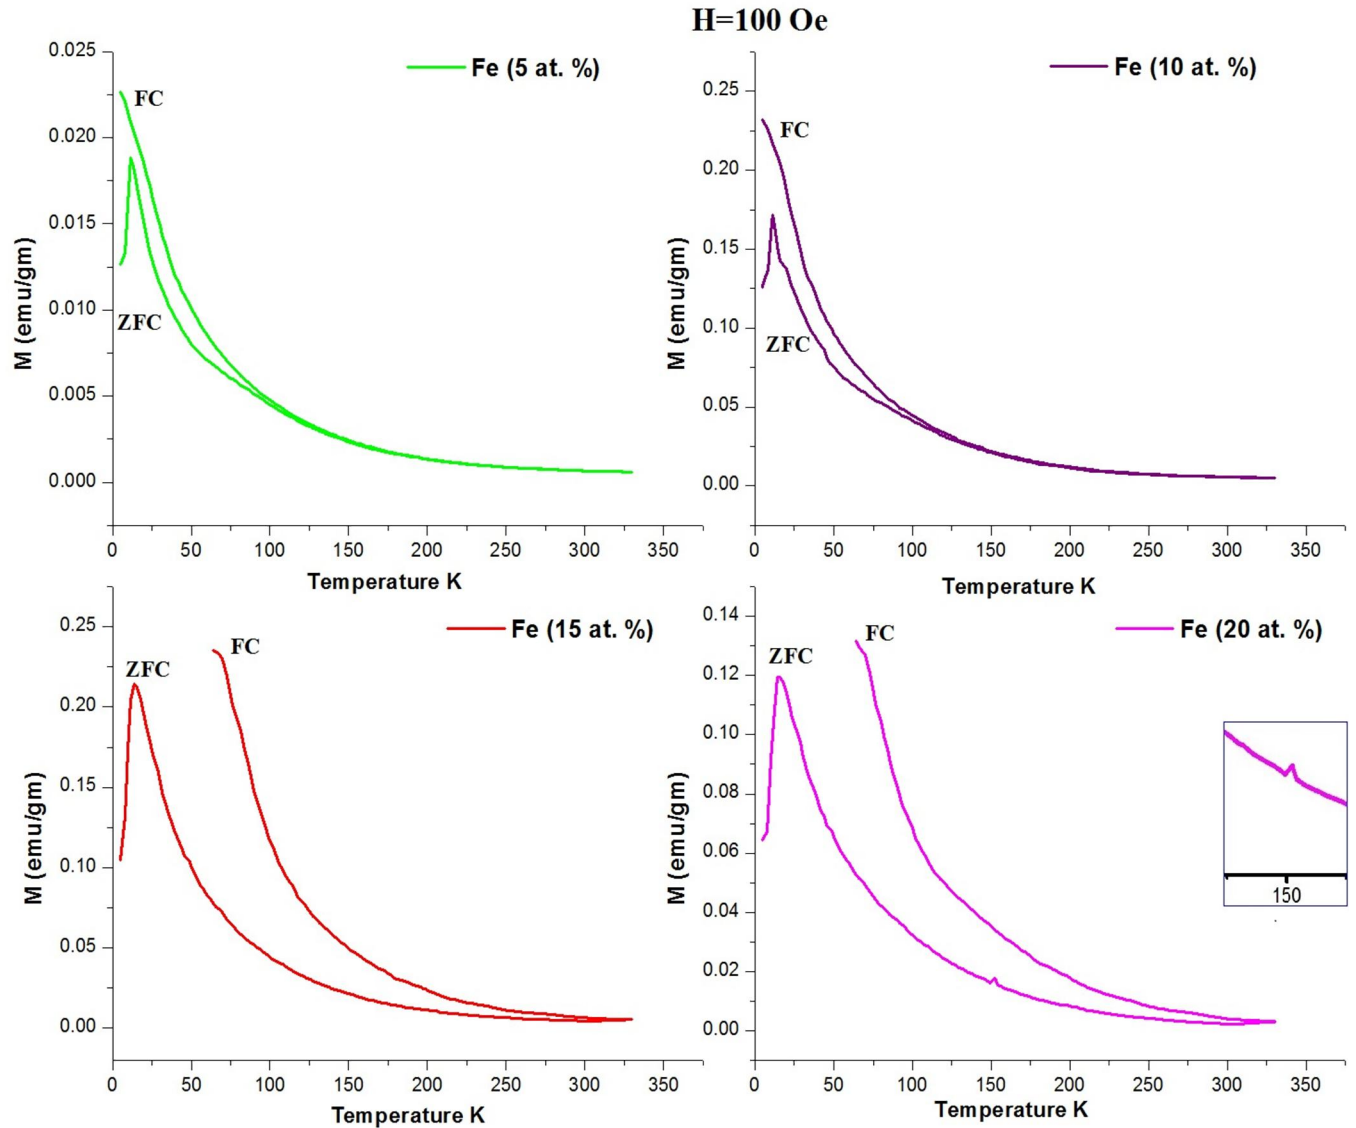 H=100 Oe
Fe (5 at. %)
FC
ZFC
M (emu/gm)
0.025
0.020
0.015
0.010
0.005
0.000
0 50 100 150 200 250 300 350
Temperature K
Fe (10 at. %)
FC
ZFC
M (emu/gm)
0.25
0.20
0.15
0.10
0.05
0.00
0 50 100 150 200 250 300 350
Temperature K
Fe (15 at. %)
FC
ZFC
M (emu/gm)
0.25
0.20
0.15
0.10
0.05
0.00
0 50 100 150 200 250 300 350
Temperature K
Fe (20 at. %)
FC
ZFC
M (emu/gm)
0.14
0.12
0.10
0.08
0.06
0.04
0.02
0.00
150
0 50 100 150 200 250 300 350
Temperature K